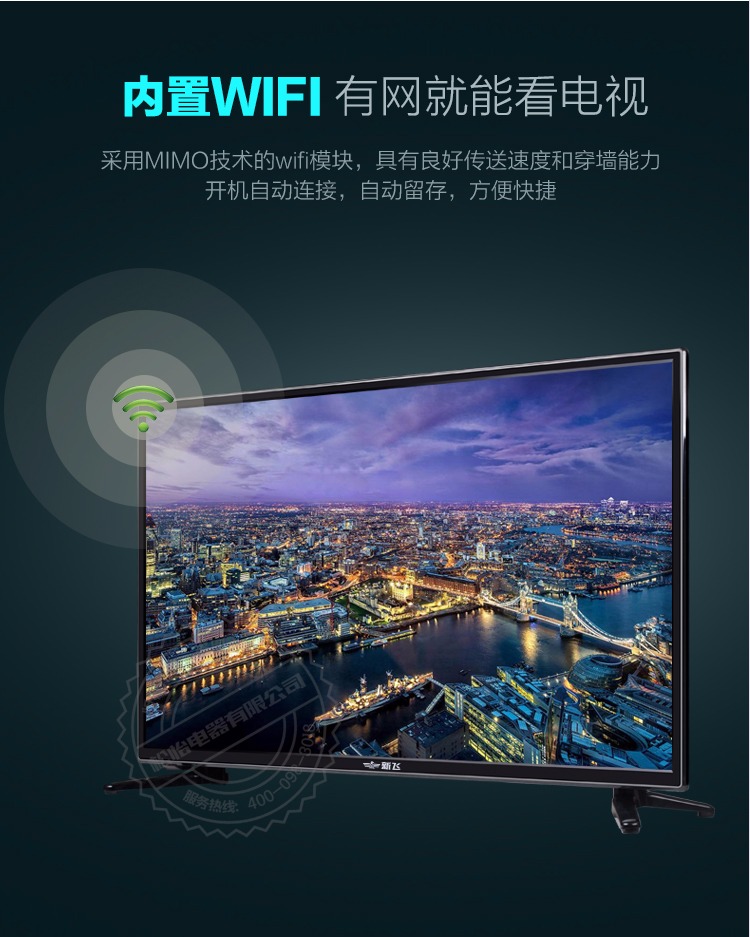 内置WIFI 有网就能看电视
采用MIMO技术的wifi模块，具有良好传送速度和穿墙能力
开机自动连接，自动留存，方便快捷
新飞
怡电器有限公司
服务热线：400-09